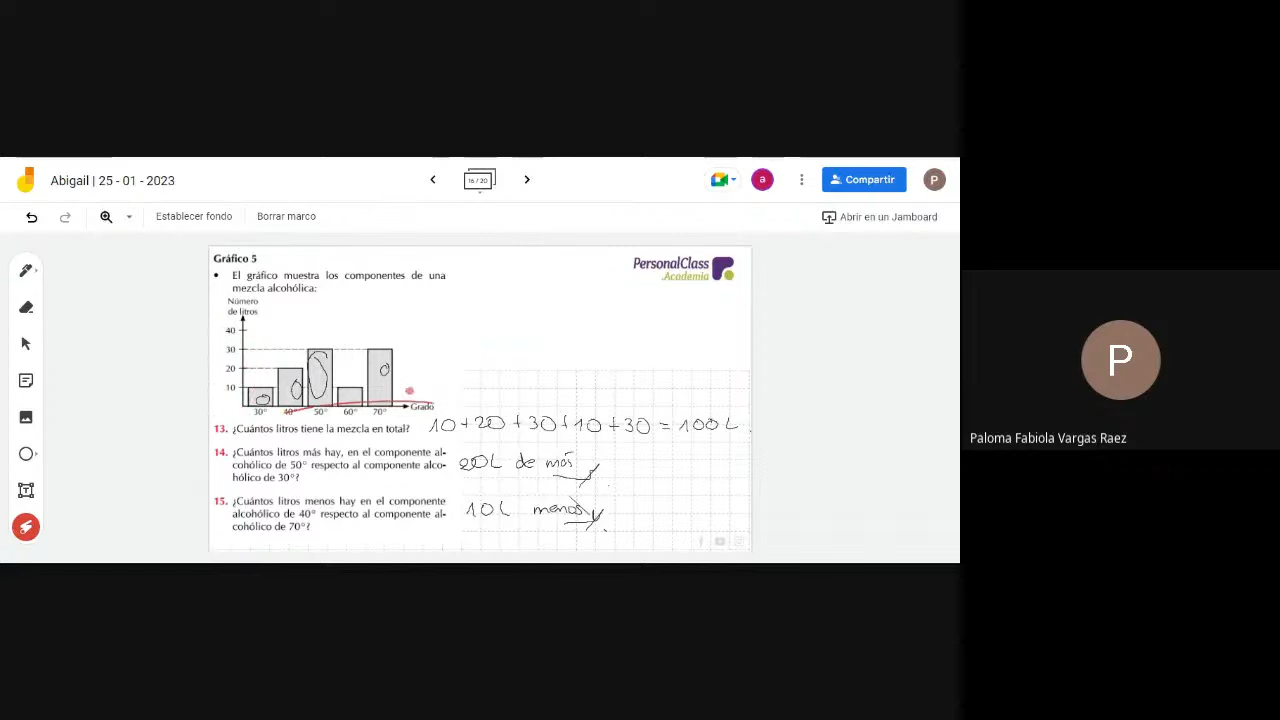 Abigaíl | 25 - 01 - 2023
16 / 20
a
Compartir
P
Establecer fondo
Borrar marco
Abrir en un Jamboard
Gráfico 5
• El gráfico muestra los componentes de una
mezcla alcohólica:
PersonalClass
.Academia
Número
de litros
40
30
20
10
30° 40° 50° 60° 70°
Grado
13. ¿Cuántos litros tiene la mezcla en total?
10+20+30+10+30 = 100L
14. ¿Cuántos litros más hay, en el componente al-
cohólico de 50° respecto al componente alco-
hólico de 30°?
20L de más
15. ¿Cuántos litros menos hay en el componente
alcohólico de 40° respecto al componente al-
cohólico de 70°?
10L menos
P
Paloma Fabiola Vargas Raez